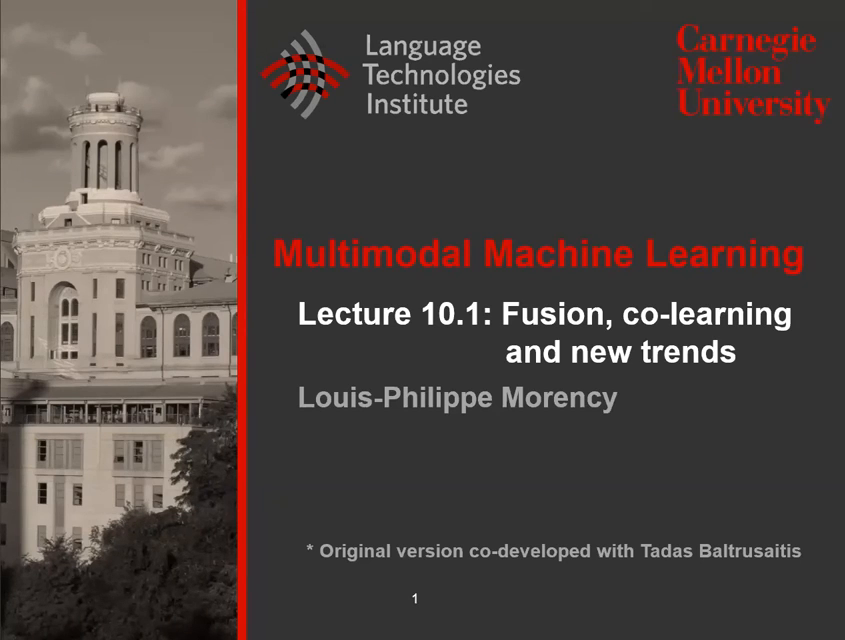 Language
Technologies
Institute
Carnegie
Mellon
University
Multimodal Machine Learning
Lecture 10.1: Fusion, co-learning
and new trends
Louis-Philippe Morency
* Original version co-developed with Tadas Baltrusaitis
1